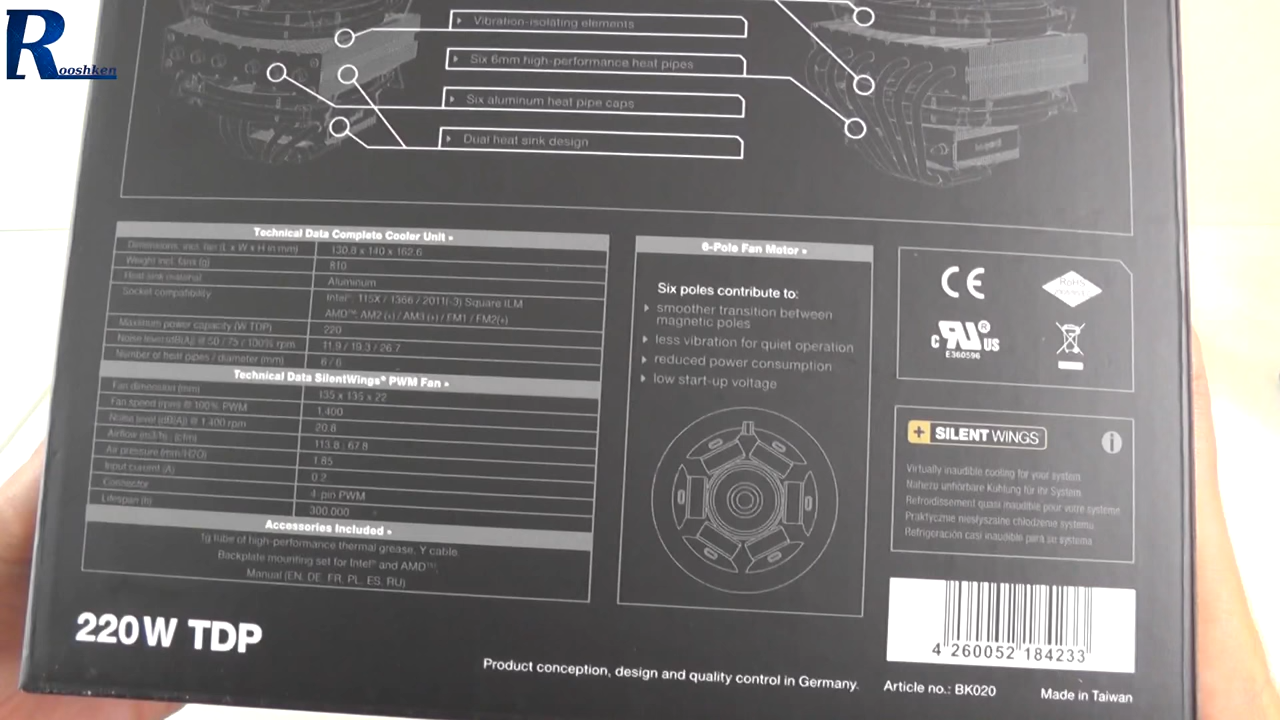 Rooshken
Vibration-isolating elements
Six 6mm high-performance heat pipes
Six aluminum heat pipe caps
Dual heat sink design
Technical Data Complete Cooler Unit »
Dimensions, incl. fan (L x W x H in mm) 130.8 x 140 x 162.6
Weight incl. fans (g) 810
Heat sink material Aluminum
Socket compatibility Intel®: 115X / 1366 / 2011(-3) Square ILM
AMD™: AM2 (+) / AM3 (+) / FM1 / FM2(+)
Maximum power capacity (W TDP) 220
Noise level (dB(A)) @ 50 / 75 / 100% rpm 11.9 / 19.3 / 26.7
Number of heat pipes / diameter (mm) 6 / 6
Technical Data SilentWings® PWM Fan »
Fan dimension (mm) 135 x 135 x 22
Fan speed (rpm) @ 100% PWM 1.400
Noise level (dB(A)) @ 1.400 rpm 20.8
Airflow (m3/h) ; (cfm) 113.8 ; 67.8
Air pressure (mm/H2O) 1.85
Input current (A) 0.2
Connector 4-pin PWM
Lifespan (h) 300.000
Accessories Included »
1g tube of high-performance thermal grease, Y cable
Backplate mounting set for Intel® and AMD™
Manual (EN, DE, FR, PL, ES, RU)
220W TDP
6-Pole Fan Motor »
Six poles contribute to:
smoother transition between
magnetic poles
less vibration for quiet operation
reduced power consumption
low start-up voltage
CE
RoHS
c RU® US
E360596
+ SILENTWINGS i
Virtually inaudible cooling for your system
Nahezu unhörbare Kühlung für Ihr System
Refroidissement quasi inaudible pour votre système
Praktycznie niesłyszalne chłodzenie systemu
Refrigeración casi inaudible para su sistema
4 260052 184233
Product conception, design and quality control in Germany.
Article no.: BK020
Made in Taiwan